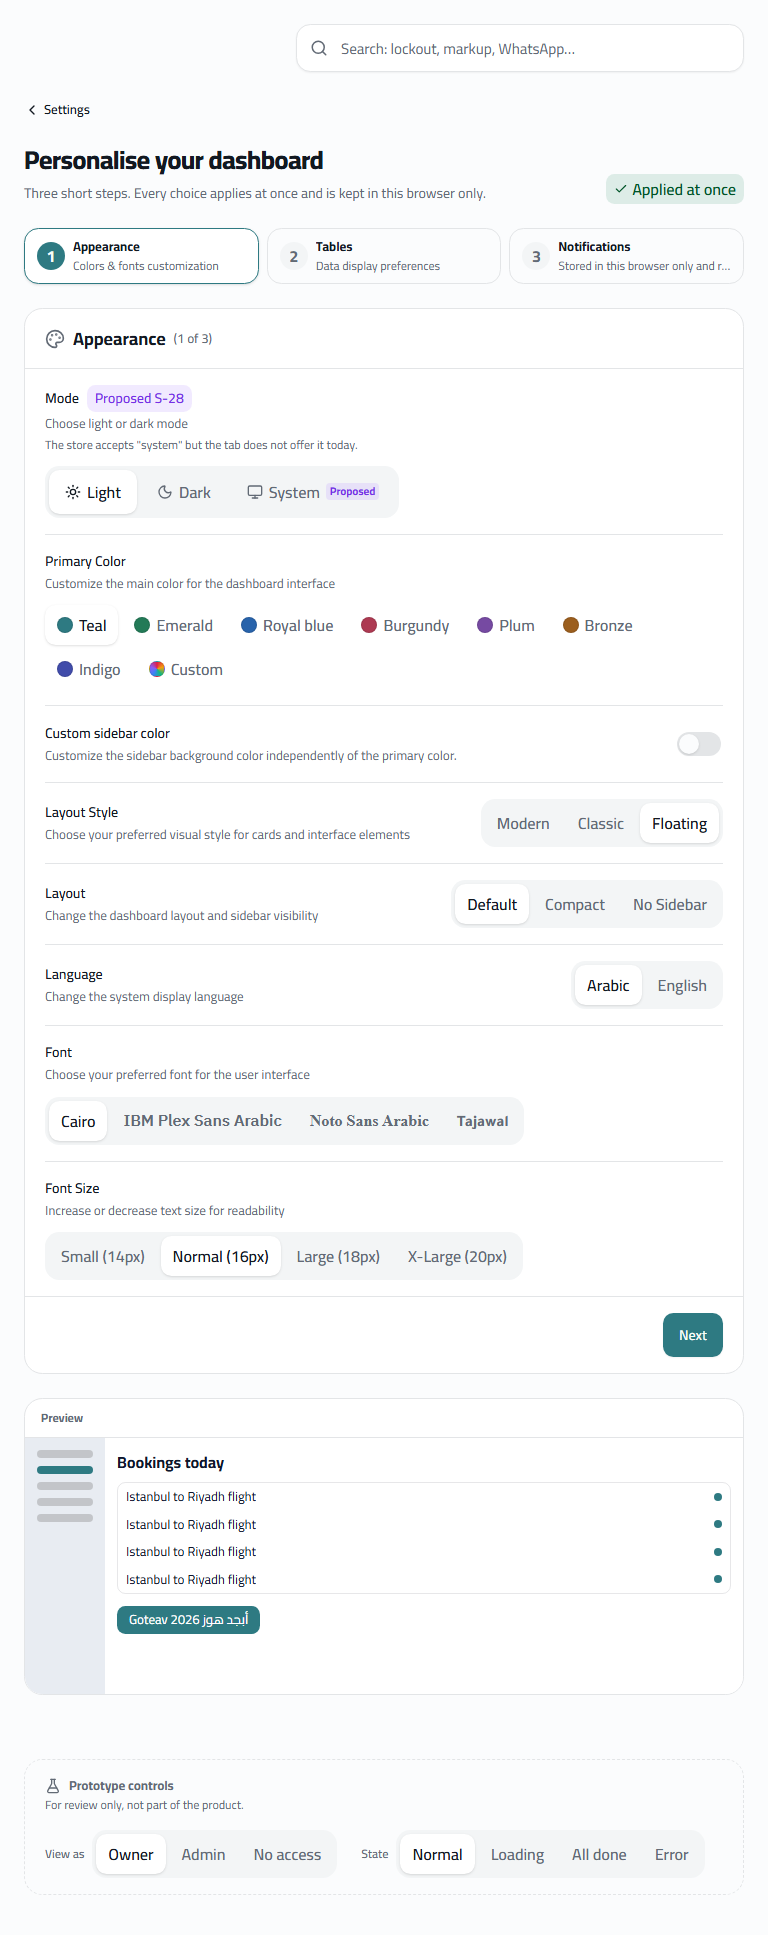 Search: lockout, markup, WhatsApp...
Settings
Personalise your dashboard
Three short steps. Every choice applies at once and is kept in this browser only.
Applied at once
1
Appearance
Colors & fonts customization
2
Tables
Data display preferences
3
Notifications
Stored in this browser only and r...
Appearance (1 of 3)
Mode Proposed S-28
Choose light or dark mode
The store accepts "system" but the tab does not offer it today.
Light Dark System Proposed
Primary Color
Customize the main color for the dashboard interface
Teal Emerald Royal blue Burgundy Plum Bronze
Indigo Custom
Custom sidebar color
Customize the sidebar background color independently of the primary color.
Layout Style
Choose your preferred visual style for cards and interface elements
Modern Classic Floating
Layout
Change the dashboard layout and sidebar visibility
Default Compact No Sidebar
Language
Change the system display language
Arabic English
Font
Choose your preferred font for the user interface
Cairo IBM Plex Sans Arabic Noto Sans Arabic Tajawal
Font Size
Increase or decrease text size for readability
Small (14px) Normal (16px) Large (18px) X-Large (20px)
Next
Preview
Bookings today
Istanbul to Riyadh flight
Istanbul to Riyadh flight
Istanbul to Riyadh flight
Istanbul to Riyadh flight
Goteav 2026 أبجد هوز
Prototype controls
For review only, not part of the product.
View as Owner Admin No access State Normal Loading All done Error